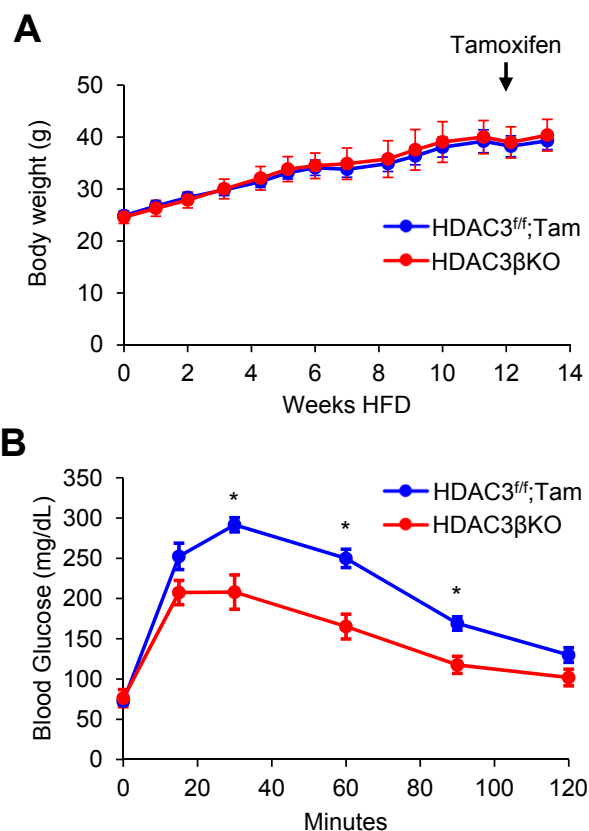 A
Tamoxifen
Body weight (g)
50
40
30
20
10
0
HDAC3f/f;Tam
HDAC3βKO
0 2 4 6 8 10 12 14
Weeks HFD
B
Blood Glucose (mg/dL)
350
300
250
200
150
100
50
0
* * *
HDAC3f/f;Tam
HDAC3βKO
0 20 40 60 80 100 120
Minutes